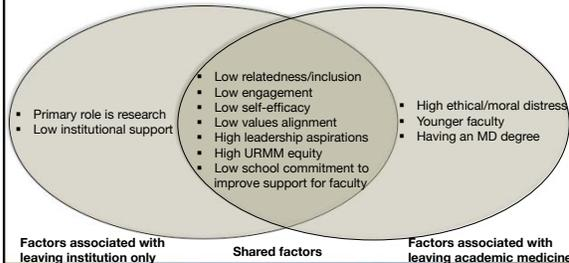 ▪ Primary role is research
▪ Low institutional support
▪ Low relatedness/inclusion
▪ Low engagement
▪ Low self-efficacy
▪ Low values alignment
▪ High leadership aspirations
▪ High URMM equity
▪ Low school commitment to
improve support for faculty
▪ High ethical/moral distress
▪ Younger faculty
▪ Having an MD degree
Factors associated with
leaving institution only
Shared factors
Factors associated with
leaving academic medicine